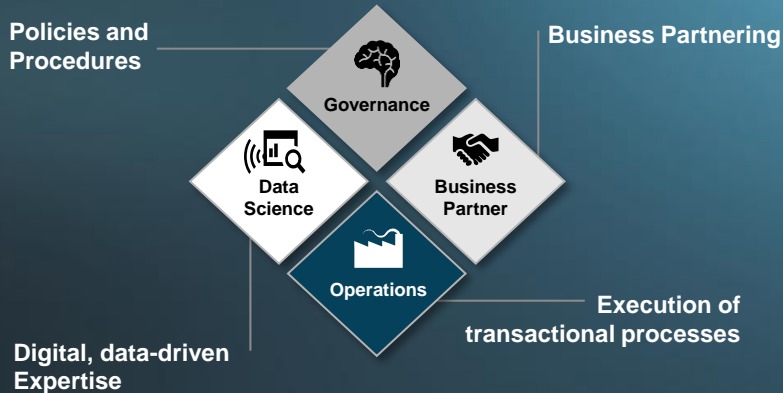 Policies and
Procedures
Business Partnering
Governance
Data
Science
Business
Partner
Operations
Execution of
transactional processes
Digital, data-driven
Expertise